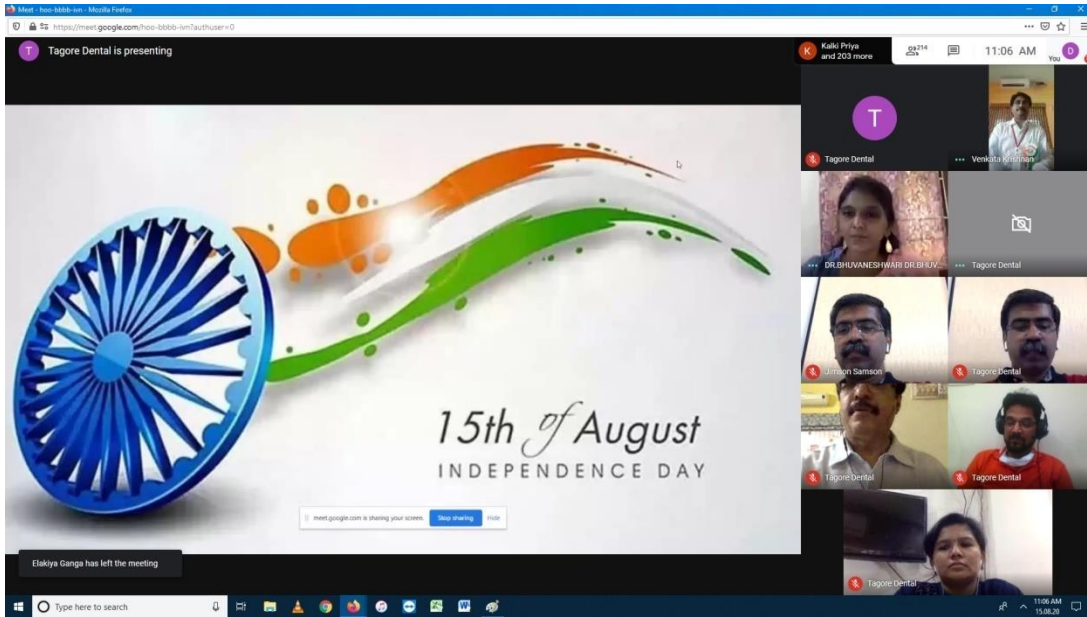 Meet - hoo-bbbb-ivn - Mozilla Firefox
https://meet.google.com/hoo-bbbb-ivn?authuser=0
T
Tagore Dental is presenting
K
Kalki Priya
and 203 more
214
11:06 AM
You
D
T
Tagore Dental
Venkata Krishnan
DR.BHUVANESHWARI DR.BHUV...
Tagore Dental
Jenson Samson
Tagore Dental
Tagore Dental
Tagore Dental
Tagore Dental
15th of August
INDEPENDENCE DAY
meet.google.com is sharing your screen.
Stop sharing
Hide
Elakiya Ganga has left the meeting
Type here to search
11:06 AM
15.08.20